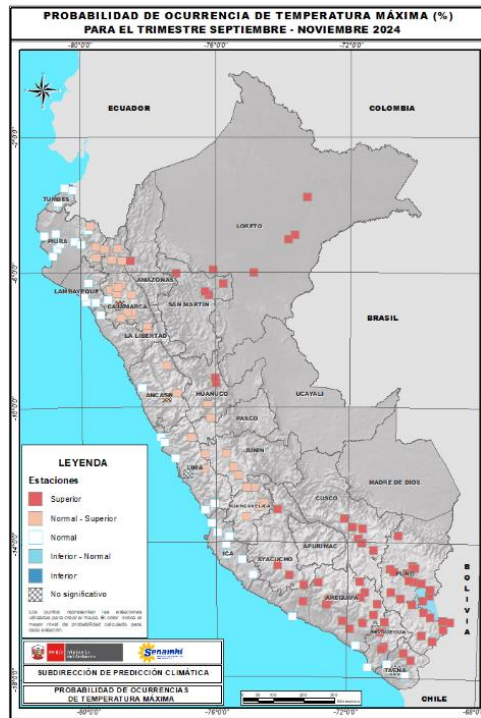 PROBABILIDAD DE OCURRENCIA DE TEMPERATURA MÁXIMA (%)
PARA EL TRIMESTRE SEPTIEMBRE - NOVIEMBRE 2024
-80°0'0" -76°0'0" -72°0'0"
ECUADOR
COLOMBIA
TUMBES
LORETO
PIURA
AMAZONAS
LAMBAYEQUE
CAJAMARCA
SAN MARTIN
BRASIL
LA LIBERTAD
ANCASH
HUANUCO
UCAYALI
PASCO
LIMA
JUNIN
MADRE DE DIOS
CUSCO
HUANCAVELICA
ICA
AYACUCHO
APURIMAC
PUNO
AREQUIPA
MOQUEGUA
TACNA
BOLIVIA
CHILE
LEYENDA
Estaciones
Superior
Normal - Superior
Normal
Inferior - Normal
Inferior
No significativo
PERÚ
Senamhi
SUBDIRECCIÓN DE PREDICCIÓN CLIMÁTICA
PROBABILIDAD DE OCURRENCIAS
DE TEMPERATURA MÁXIMA